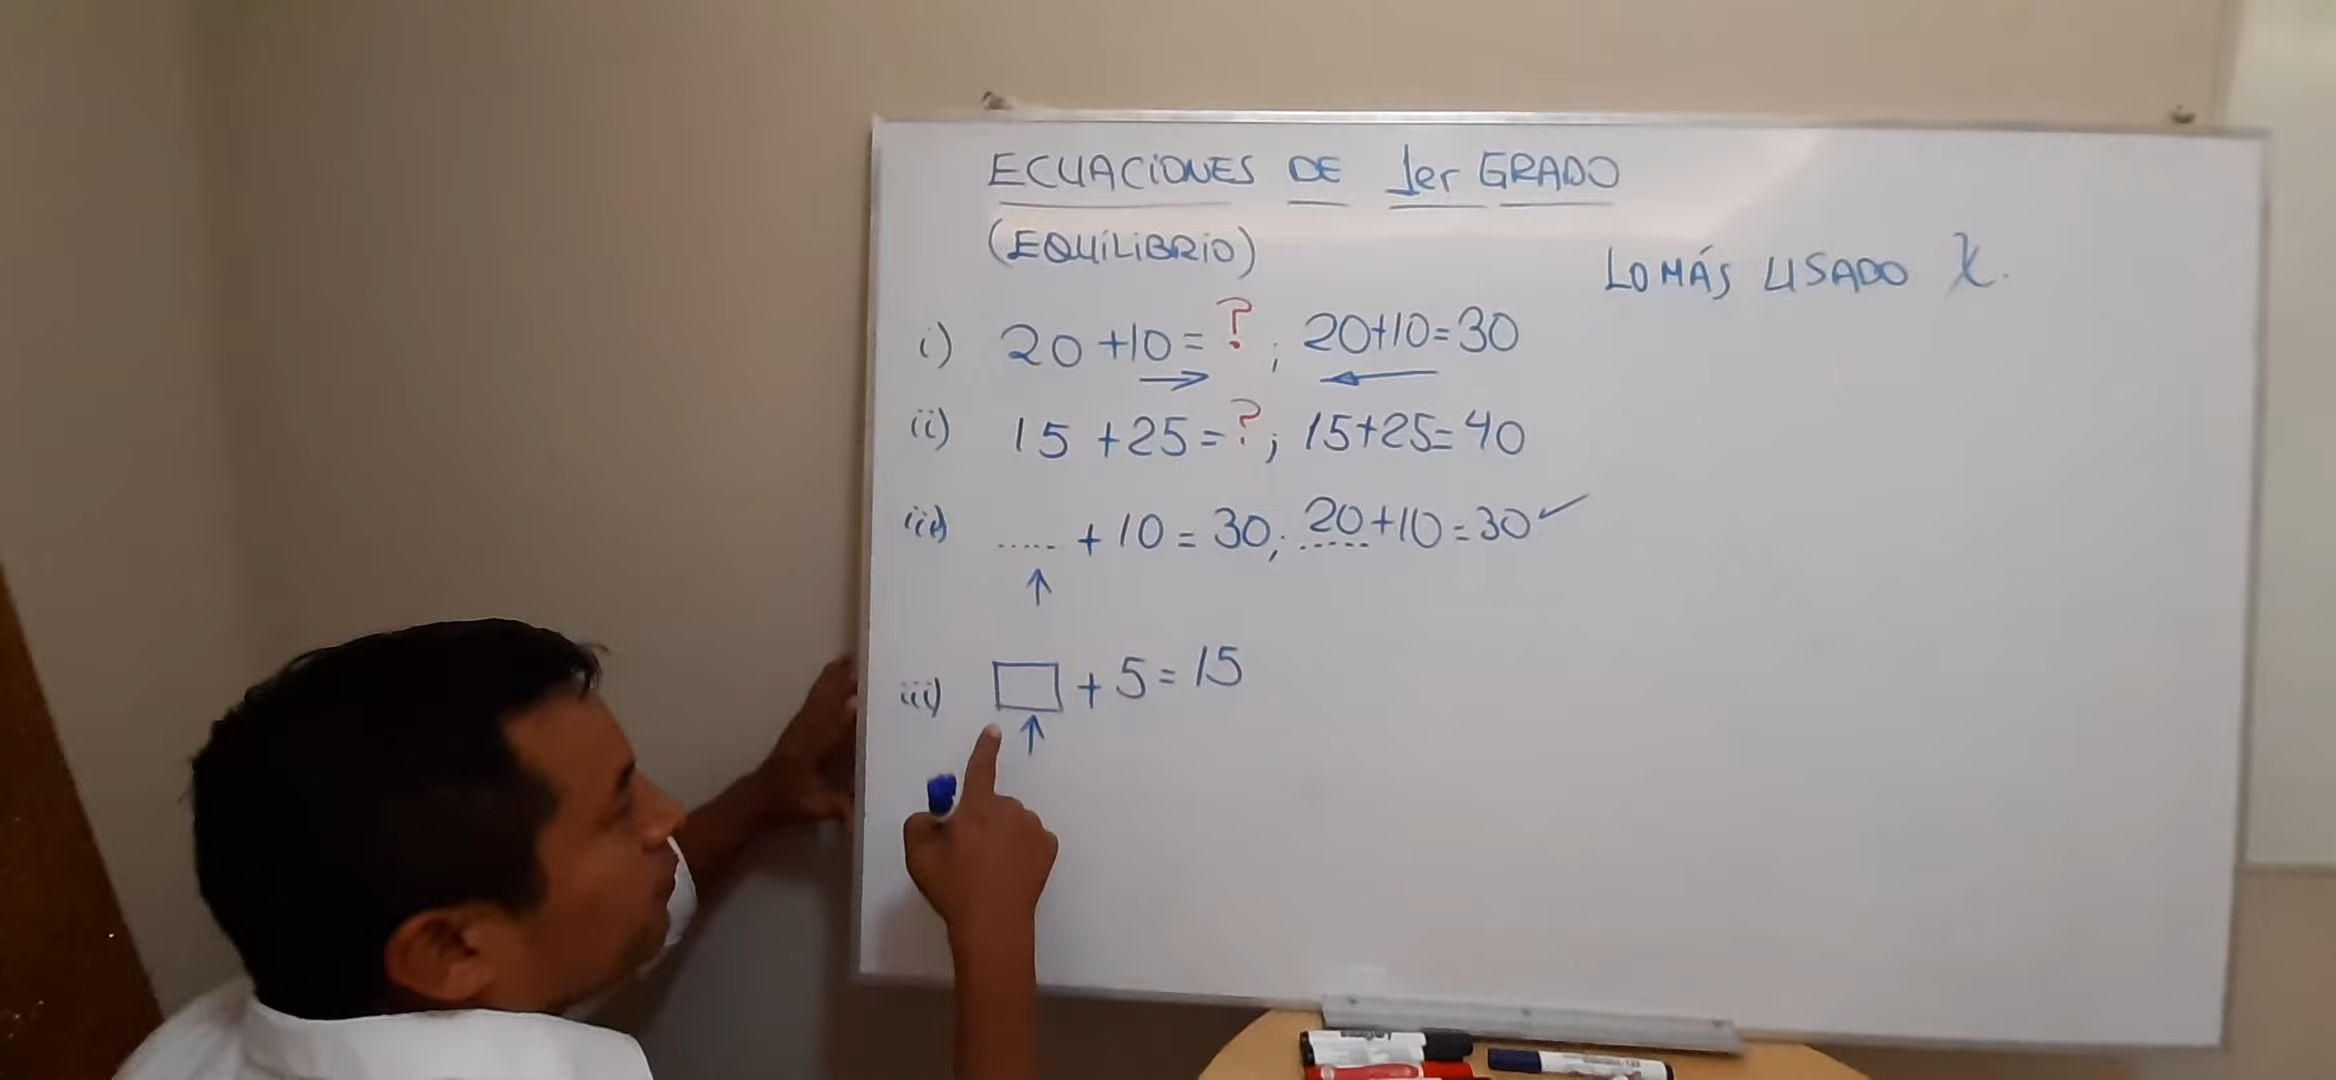 ECUACIONES DE 1er GRADO
(EQUILIBRIO)
LO MÁS USADO X.
i) 20 +10 = ? ; 20+10=30
ii) 15 +25 = ? ; 15+25=40
iii) ..... + 10 = 30; 20+10=30 ✓
↑
iii) □ + 5 = 15
↑